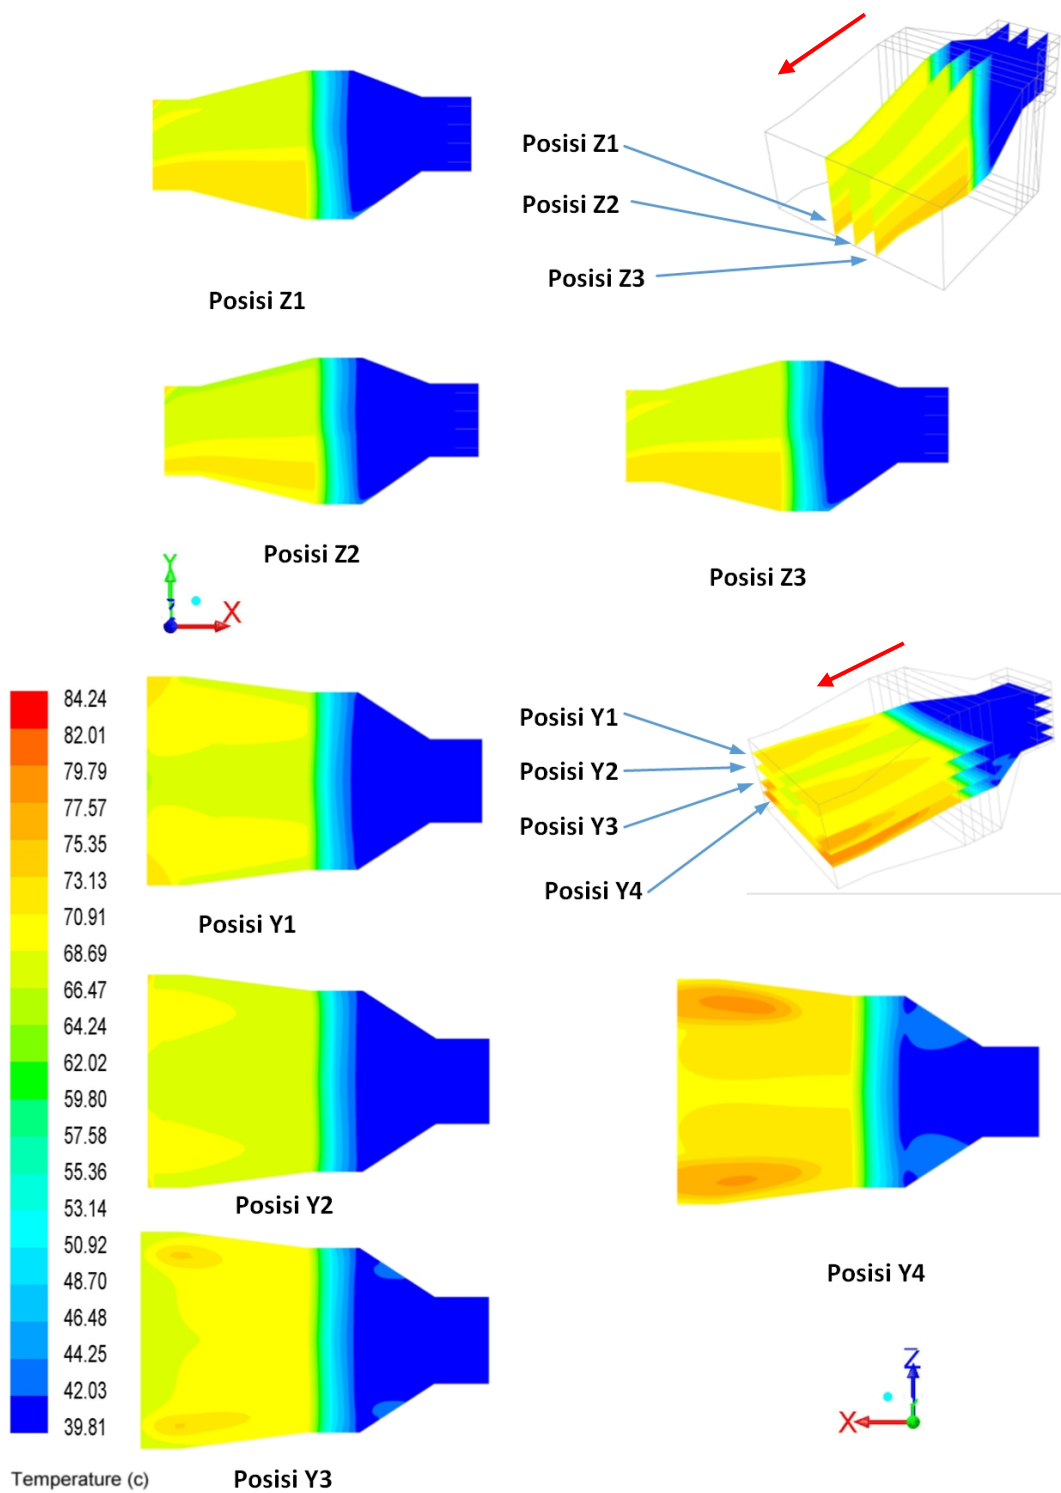 Posisi Z1
Posisi Z1
Posisi Z2
Posisi Z3
Posisi Z2
Posisi Z3
Y
X
Z
Posisi Y1
Posisi Y1
Posisi Y2
Posisi Y3
Posisi Y4
84.24
82.01
79.79
77.57
75.35
73.13
70.91
68.69
66.47
64.24
62.02
59.80
57.58
55.36
53.14
50.92
48.70
46.48
44.25
42.03
39.81
Temperature (c)
Posisi Y2
Posisi Y4
Posisi Y3
Z
X